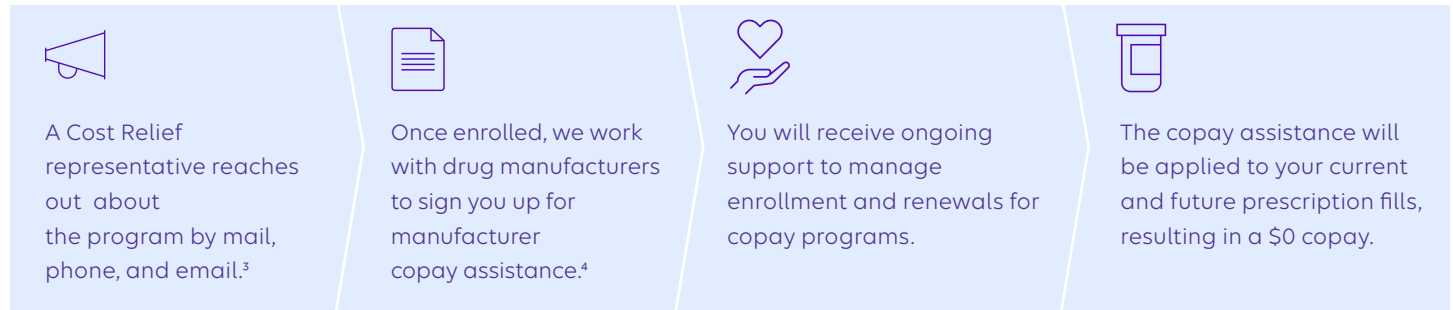 A Cost Relief
representative reaches
out  about
the program by mail,
phone, and email.³
Once enrolled, we work
with drug manufacturers
to sign you up for
manufacturer
copay assistance.⁴
You will receive ongoing
support to manage
enrollment and renewals for
copay programs.
The copay assistance will
be applied to your current
and future prescription fills,
resulting in a $0 copay.